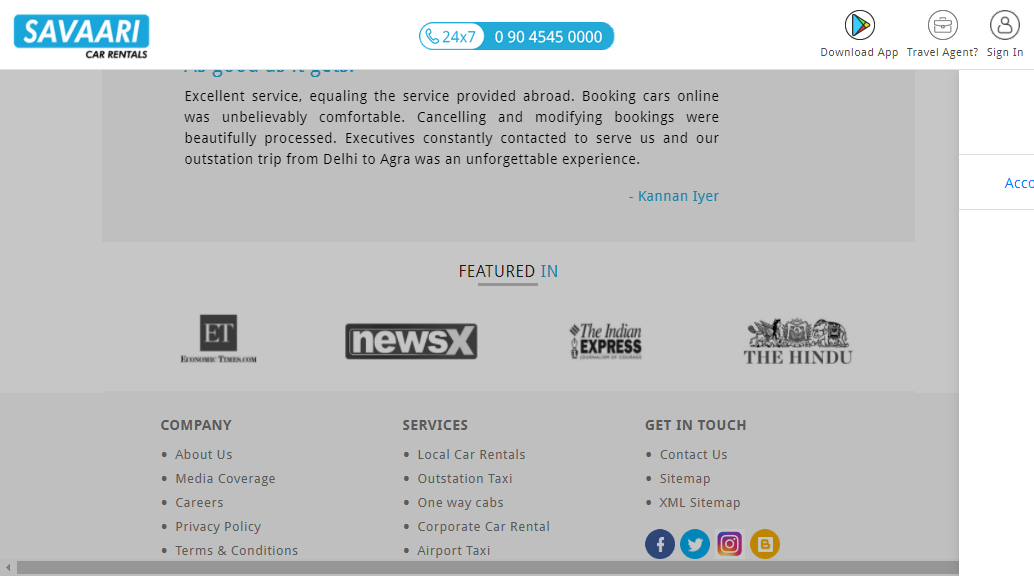 SAVAARI
CAR RENTALS
24x7 0 90 4545 0000
Download App
Travel Agent?
Sign In
As good as it gets!
Excellent service, equaling the service provided abroad. Booking cars online
was unbelievably comfortable. Cancelling and modifying bookings were
beautifully processed. Executives constantly contacted to serve us and our
outstation trip from Delhi to Agra was an unforgettable experience.
- Kannan Iyer
Acco
FEATURED IN
ET
ECONOMIC TIMES.COM
newsX
The Indian
EXPRESS
JOURNALISM OF COURAGE
THE HINDU
COMPANY
• About Us
• Media Coverage
• Careers
• Privacy Policy
• Terms & Conditions
SERVICES
• Local Car Rentals
• Outstation Taxi
• One way cabs
• Corporate Car Rental
• Airport Taxi
GET IN TOUCH
• Contact Us
• Sitemap
• XML Sitemap